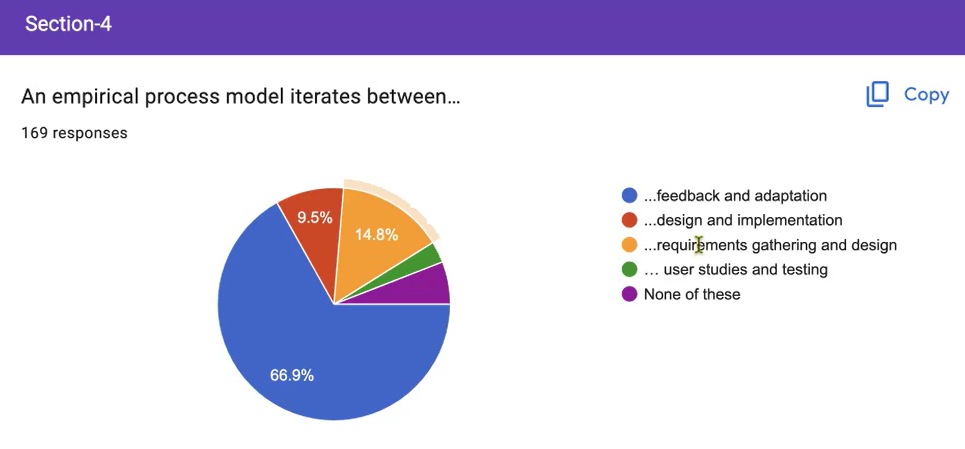 Section-4
An empirical process model iterates between...
Copy
169 responses
9.5%
14.8%
66.9%
...feedback and adaptation
...design and implementation
...requirements gathering and design
... user studies and testing
None of these